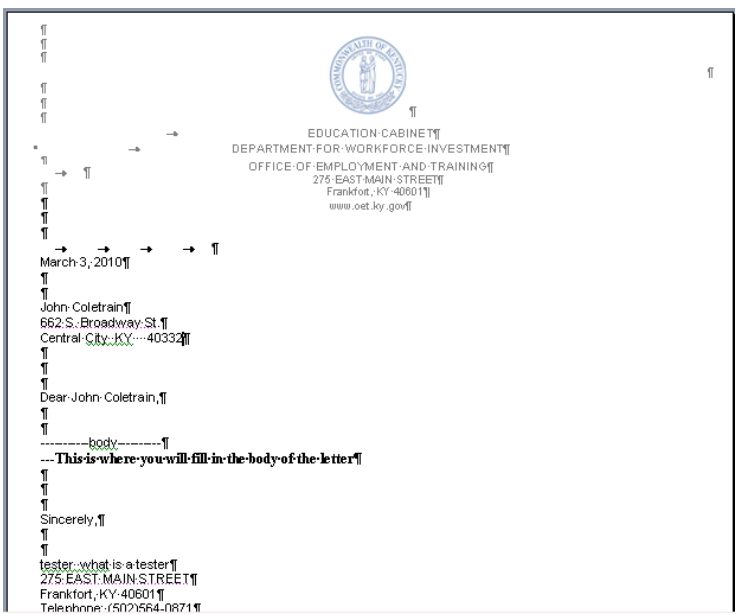 COMMONWEALTH OF KENTUCKY
EDUCATION CABINET
DEPARTMENT FOR WORKFORCE INVESTMENT
OFFICE OF EMPLOYMENT AND TRAINING
275 EAST MAIN STREET
Frankfort, KY 40601
www.oet.ky.gov
March 3, 2010
John Coletrain
662 S. Broadway St.
Central City, KY    40332
Dear John Coletrain,
-----------body----------
---This is where you will fill in the body of the letter
Sincerely,
tester what is a tester
275 EAST MAIN STREET
Frankfort, KY 40601
Telephone: (502)564-0871